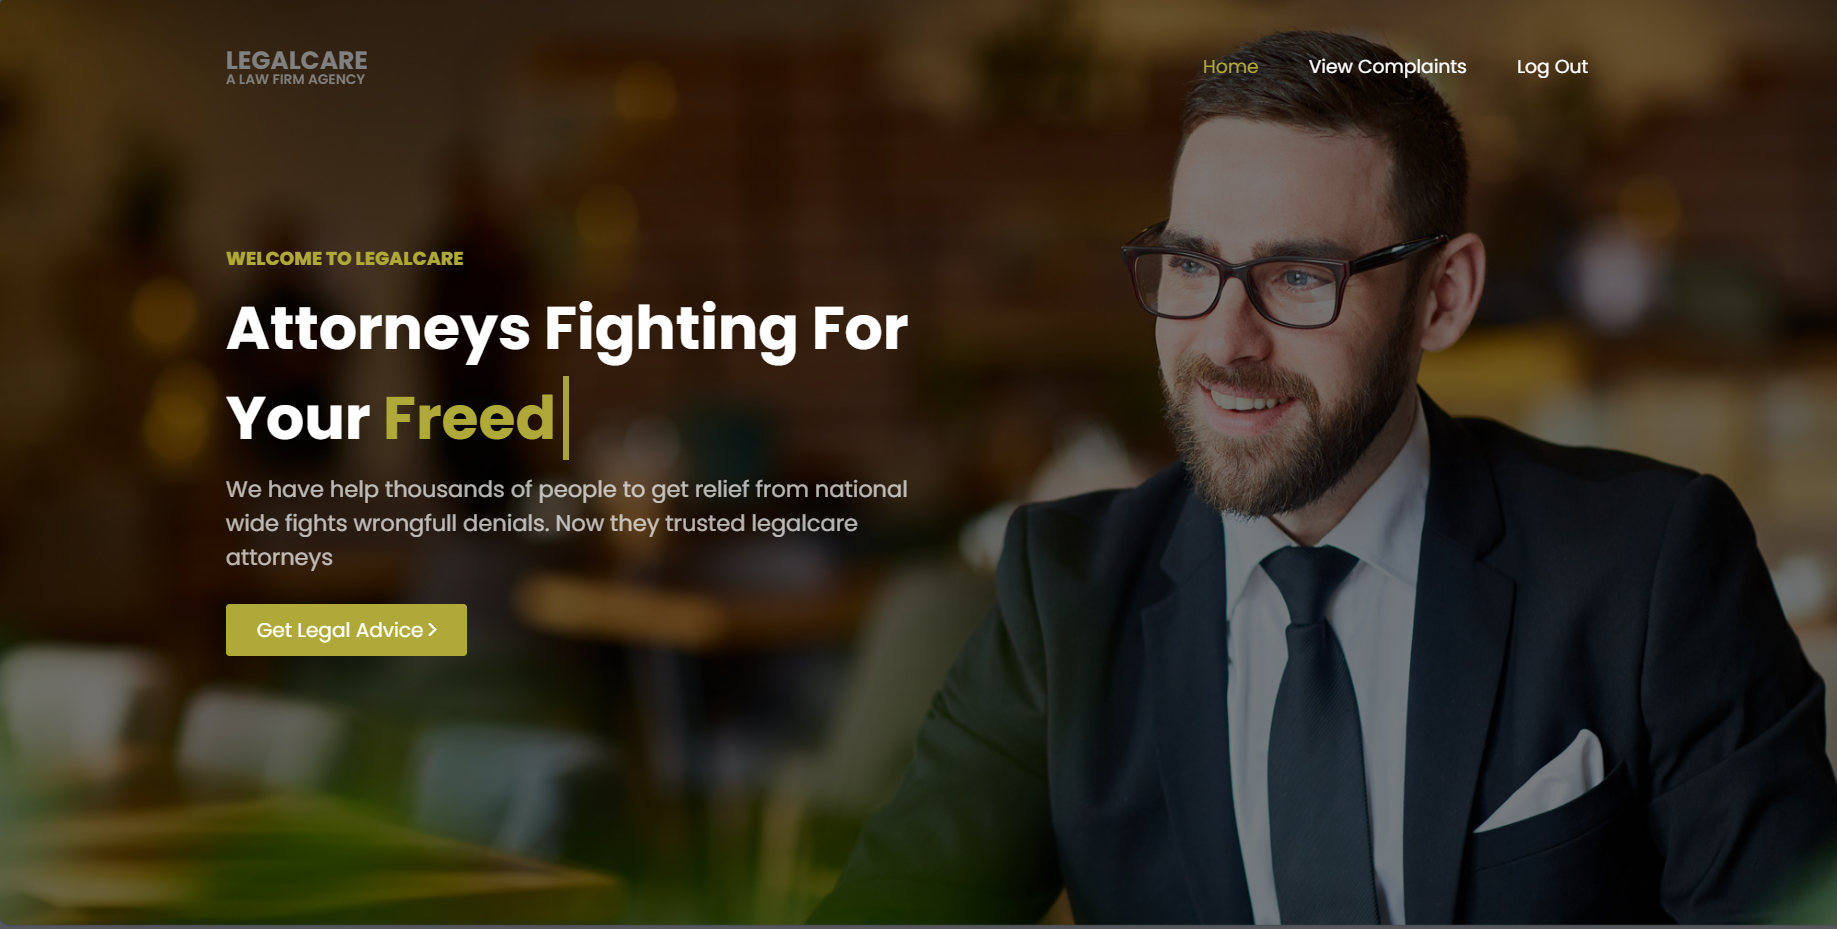 LEGALCARE
A LAW FIRM AGENCY
Home View Complaints Log Out
WELCOME TO LEGALCARE
Attorneys Fighting For
Your Freed
We have help thousands of people to get relief from national
wide fights wrongfull denials. Now they trusted legalcare
attorneys
Get Legal Advice >